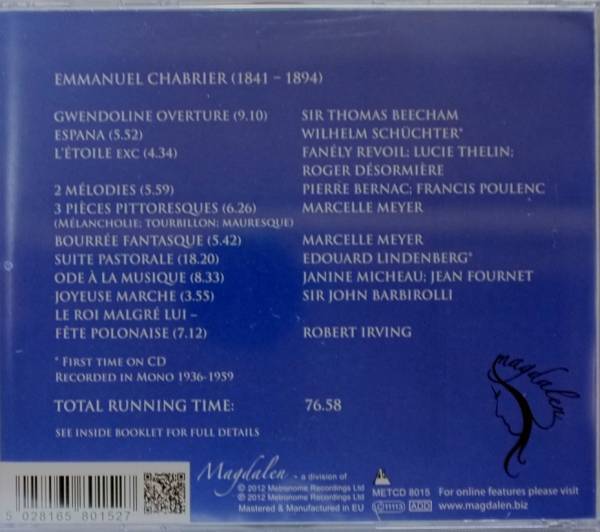 EMMANUEL CHABRIER (1841 – 1894)
GWENDOLINE OVERTURE (9.10) SIR THOMAS BEECHAM
ESPANA (5.52) WILHELM SCHÜCHTER*
L'ÉTOILE EXC (4.34) FANÉLY REVOIL; LUCIE THELIN;
ROGER DÉSORMIÈRE
2 MÉLODIES (5.59) PIERRE BERNAC; FRANCIS POULENC
3 PIÈCES PITTORESQUES (6.26) MARCELLE MEYER
(MÉLANCHOLIE; TOURBILLON; MAURESQUE)
BOURRÉE FANTASQUE (5.42) MARCELLE MEYER
SUITE PASTORALE (18.20) EDOUARD LINDENBERG*
ODE À LA MUSIQUE (8.33) JANINE MICHEAU; JEAN FOURNET
JOYEUSE MARCHE (3.55) SIR JOHN BARBIROLLI
LE ROI MALGRÉ LUI –
FÊTE POLONAISE (7.12) ROBERT IRVING
* FIRST TIME ON CD
RECORDED IN MONO 1936-1959
TOTAL RUNNING TIME: 76.58
SEE INSIDE BOOKLET FOR FULL DETAILS
magdalen
Magdalen - a division of
℗ 2012 Metronome Recordings Ltd
© 2012 Metronome Recordings Ltd
Mastered & Manufactured in EU
METCD 8015
LC 11113 ADD
For online features please visit
www.magdalen.biz
5 028165 801527